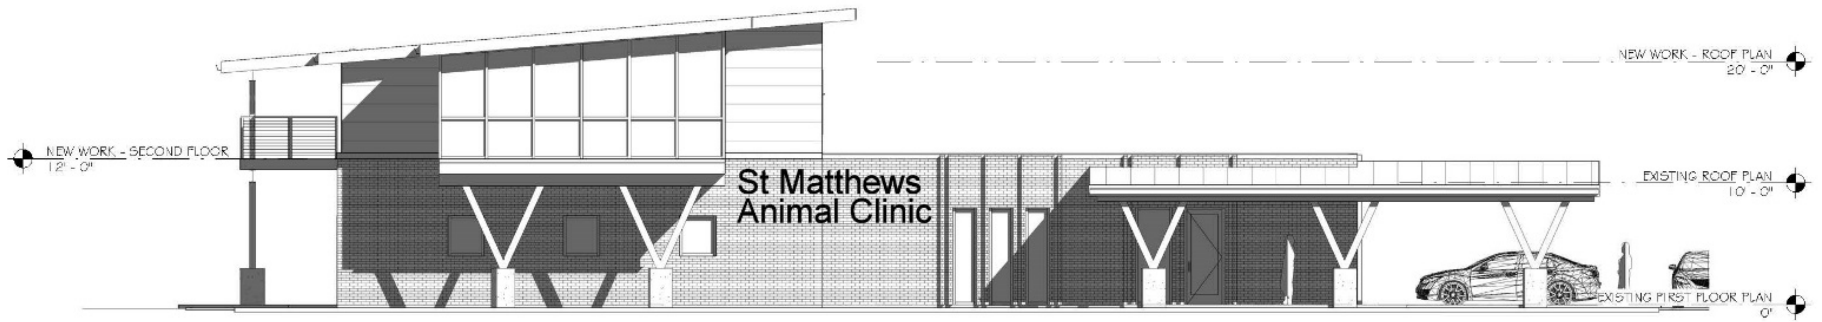 NEW WORK - ROOF PLAN
20' - 0"
NEW WORK - SECOND FLOOR
12' - 0"
St Matthews
Animal Clinic
EXISTING ROOF PLAN
10' - 0"
EXISTING FIRST FLOOR PLAN
0"